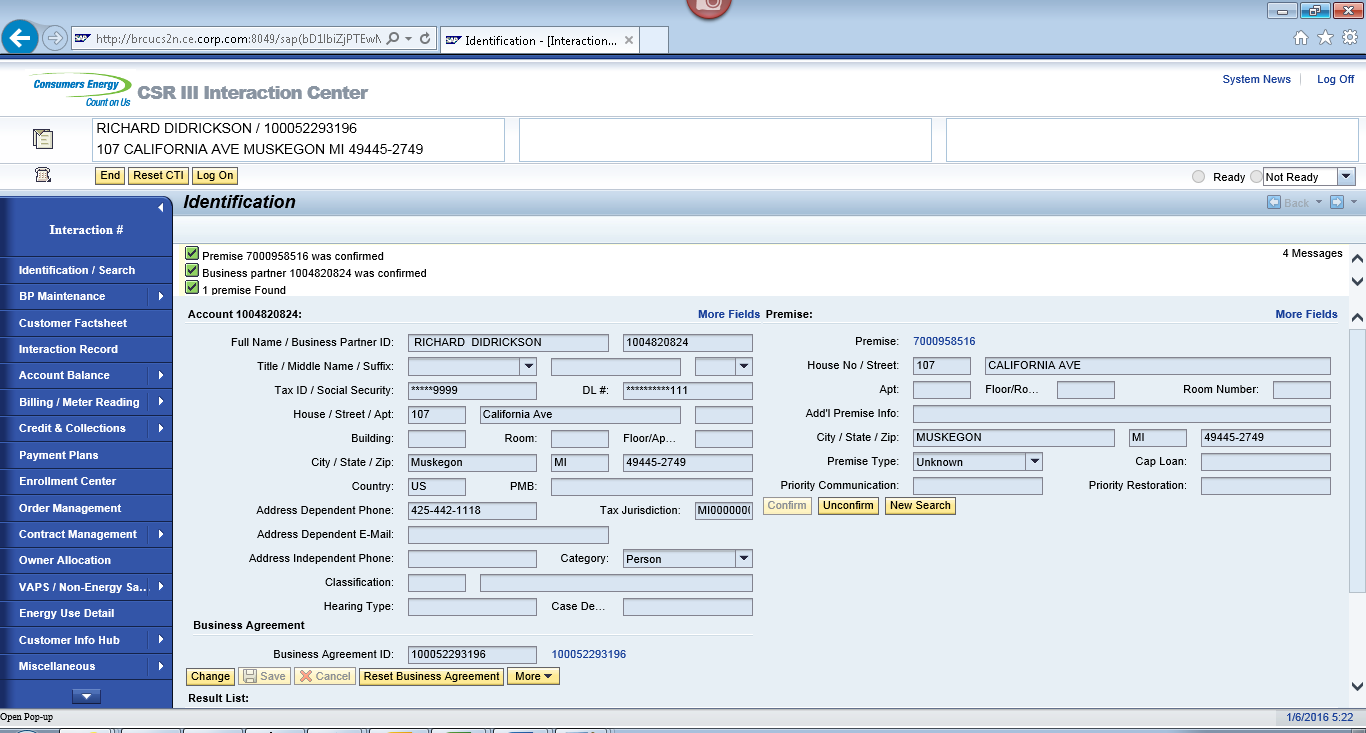 http://brcucs2n.ce.corp.com:8049/sap(bD1lbiZjPTEwN
Identification - [Interaction...
System News
Log Off
Consumers Energy
Count on Us
CSR III Interaction Center
RICHARD DIDRICKSON / 100052293196
107 CALIFORNIA AVE MUSKEGON MI 49445-2749
End Reset CTI Log On
Ready Not Ready
Identification
Back
Interaction #
Identification / Search
BP Maintenance
Customer Factsheet
Interaction Record
Account Balance
Billing / Meter Reading
Credit & Collections
Payment Plans
Enrollment Center
Order Management
Contract Management
Owner Allocation
VAPS / Non-Energy Sa...
Energy Use Detail
Customer Info Hub
Miscellaneous
Premise 7000958516 was confirmed
Business partner 1004820824 was confirmed
1 premise Found
4 Messages
Account 1004820824: More Fields
Full Name / Business Partner ID: RICHARD DIDRICKSON 1004820824
Title / Middle Name / Suffix:
Tax ID / Social Security: *****9999 DL #: **********111
House / Street / Apt: 107 California Ave
Building: Room: Floor/Ap...
City / State / Zip: Muskegon MI 49445-2749
Country: US PMB:
Address Dependent Phone: 425-442-1118 Tax Jurisdiction: MI000000(
Address Dependent E-Mail:
Address Independent Phone: Category: Person
Classification:
Hearing Type: Case De...
Business Agreement
Business Agreement ID: 100052293196 100052293196
Change Save Cancel Reset Business Agreement More
Result List:
Premise: More Fields
Premise: 7000958516
House No / Street: 107 CALIFORNIA AVE
Apt: Floor/Ro... Room Number:
Add'l Premise Info:
City / State / Zip: MUSKEGON MI 49445-2749
Premise Type: Unknown Cap Loan:
Priority Communication: Priority Restoration:
Confirm Unconfirm New Search
Open Pop-up
1/6/2016 5:22